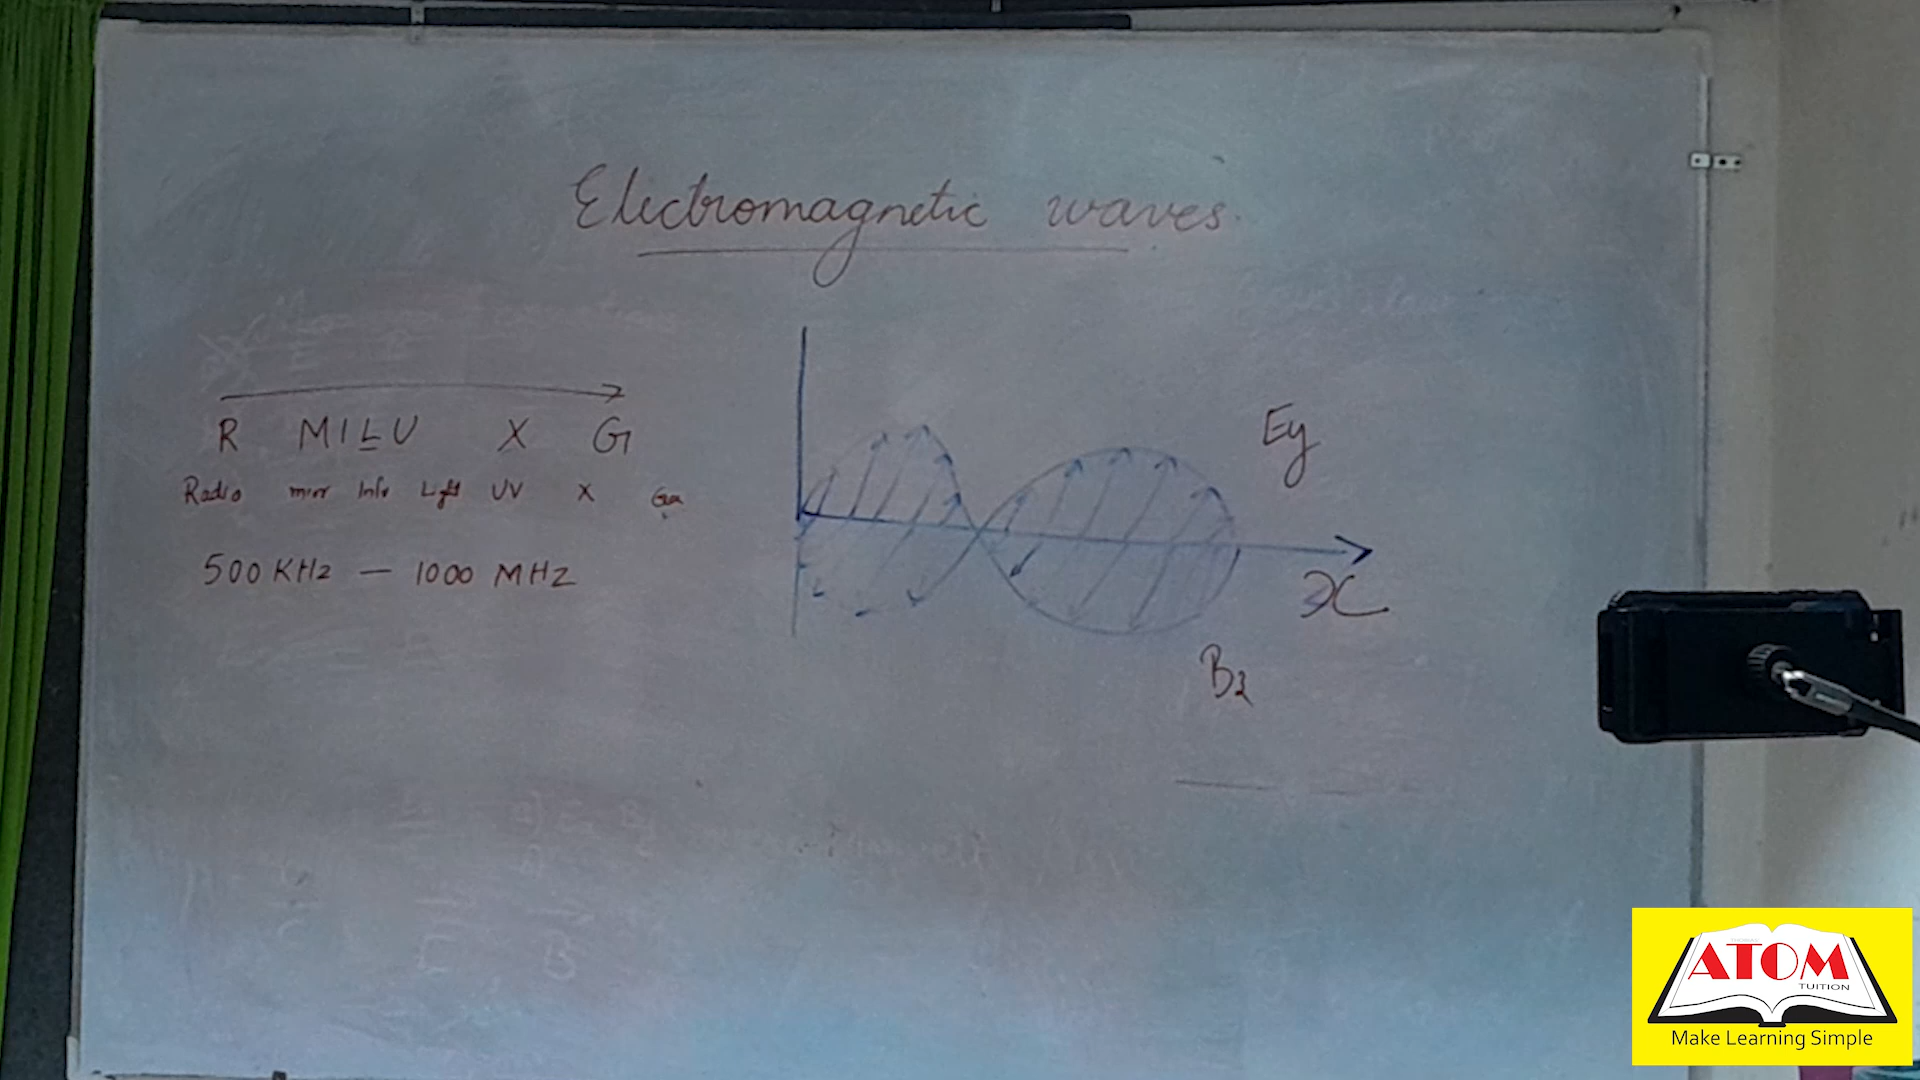 Electromagnetic waves.
R MILU X G
Radio micr Infr Light UV X Ga
500 KHz — 1000 MHz
Ey
x
Bz
ATOM
TUITION
Make Learning Simple